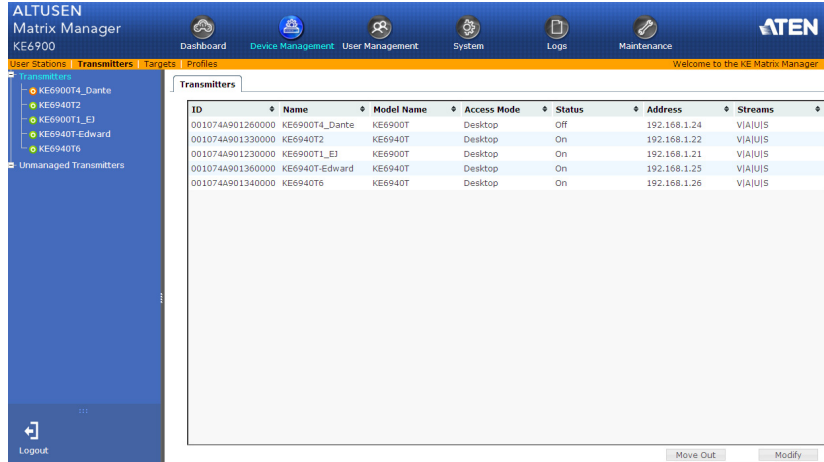 ALTUSEN
Matrix Manager
KE6900
Dashboard Device Management User Management System Logs Maintenance
ATEN
User Stations Transmitters Targets Profiles Welcome to the KE Matrix Manager
Transmitters
KE6900T4_Dante
KE6940T2
KE6900T1_EJ
KE6940T-Edward
KE6940T6
Unmanaged Transmitters
Transmitters
ID Name Model Name Access Mode Status Address Streams
001074A901260000 KE6900T4_Dante KE6900T Desktop Off 192.168.1.24 V|A|U|S
001074A901330000 KE6940T2 KE6940T Desktop On 192.168.1.22 V|A|U|S
001074A901230000 KE6900T1_EJ KE6900T Desktop On 192.168.1.21 V|A|U|S
001074A901360000 KE6940T-Edward KE6940T Desktop On 192.168.1.25 V|A|U|S
001074A901340000 KE6940T6 KE6940T Desktop On 192.168.1.26 V|A|U|S
Logout
Move Out Modify